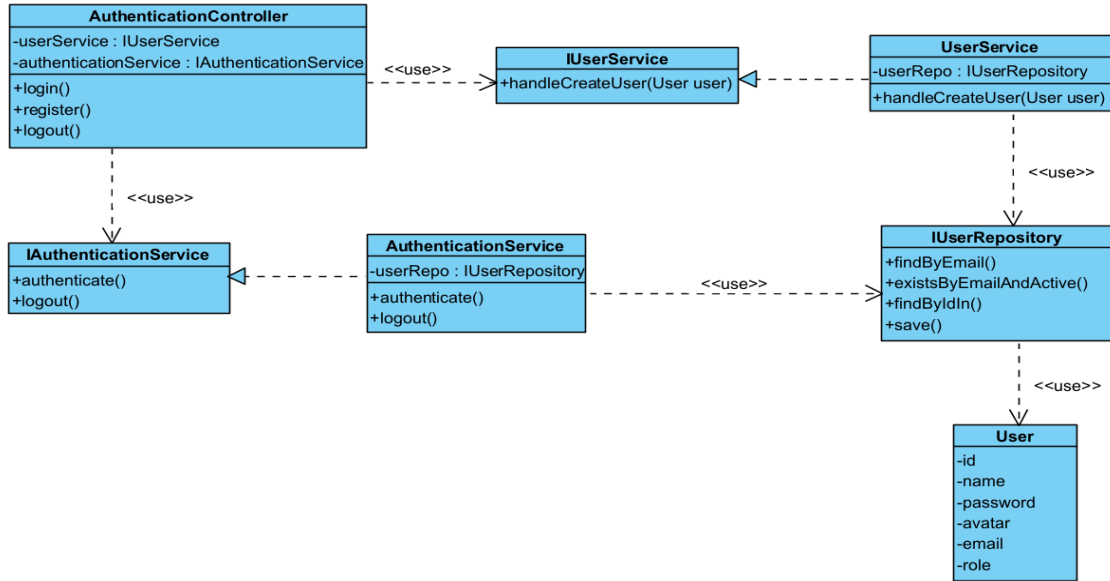 AuthenticationController
-userService : IUserService
-authenticationService : IAuthenticationService
+login()
+register()
+logout()
<<use>>
IUserService
+handleCreateUser(User user)
UserService
-userRepo : IUserRepository
+handleCreateUser(User user)
<<use>>
<<use>>
IAuthenticationService
+authenticate()
+logout()
AuthenticationService
-userRepo : IUserRepository
+authenticate()
+logout()
<<use>>
IUserRepository
+findByEmail()
+existsByEmailAndActive()
+findByIdIn()
+save()
<<use>>
User
-id
-name
-password
-avatar
-email
-role